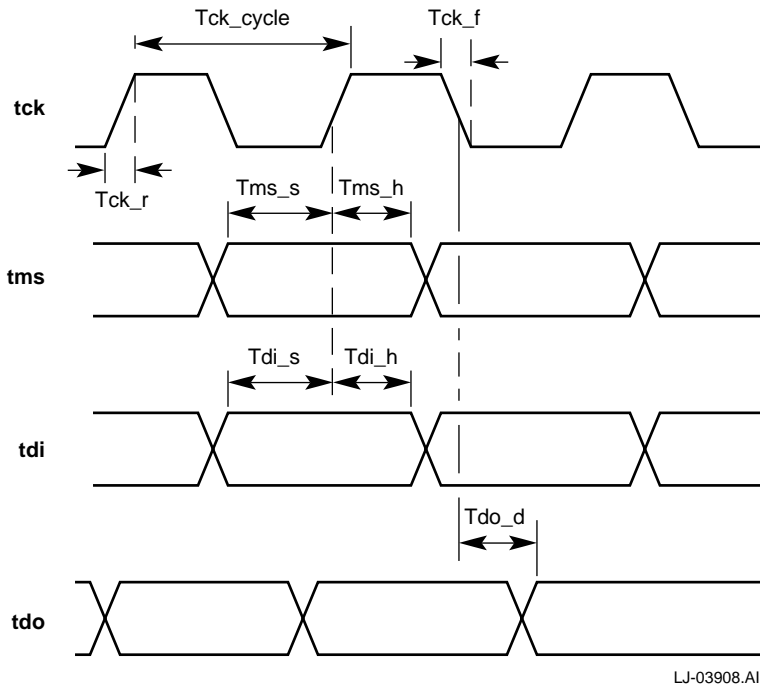 Tck_cycle
Tck_f
tck
Tck_r
Tms_s
Tms_h
tms
Tdi_s
Tdi_h
tdi
Tdo_d
tdo
LJ-03908.AI